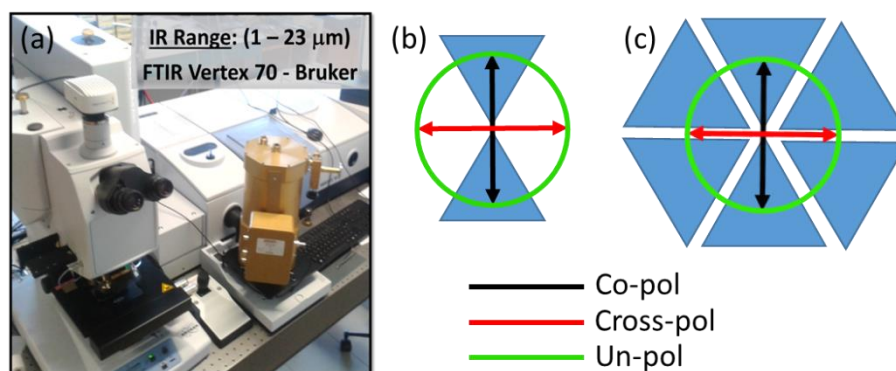 (a)
IR Range: (1 – 23 μm)
FTIR Vertex 70 - Bruker
(b)
(c)
Co-pol
Cross-pol
Un-pol